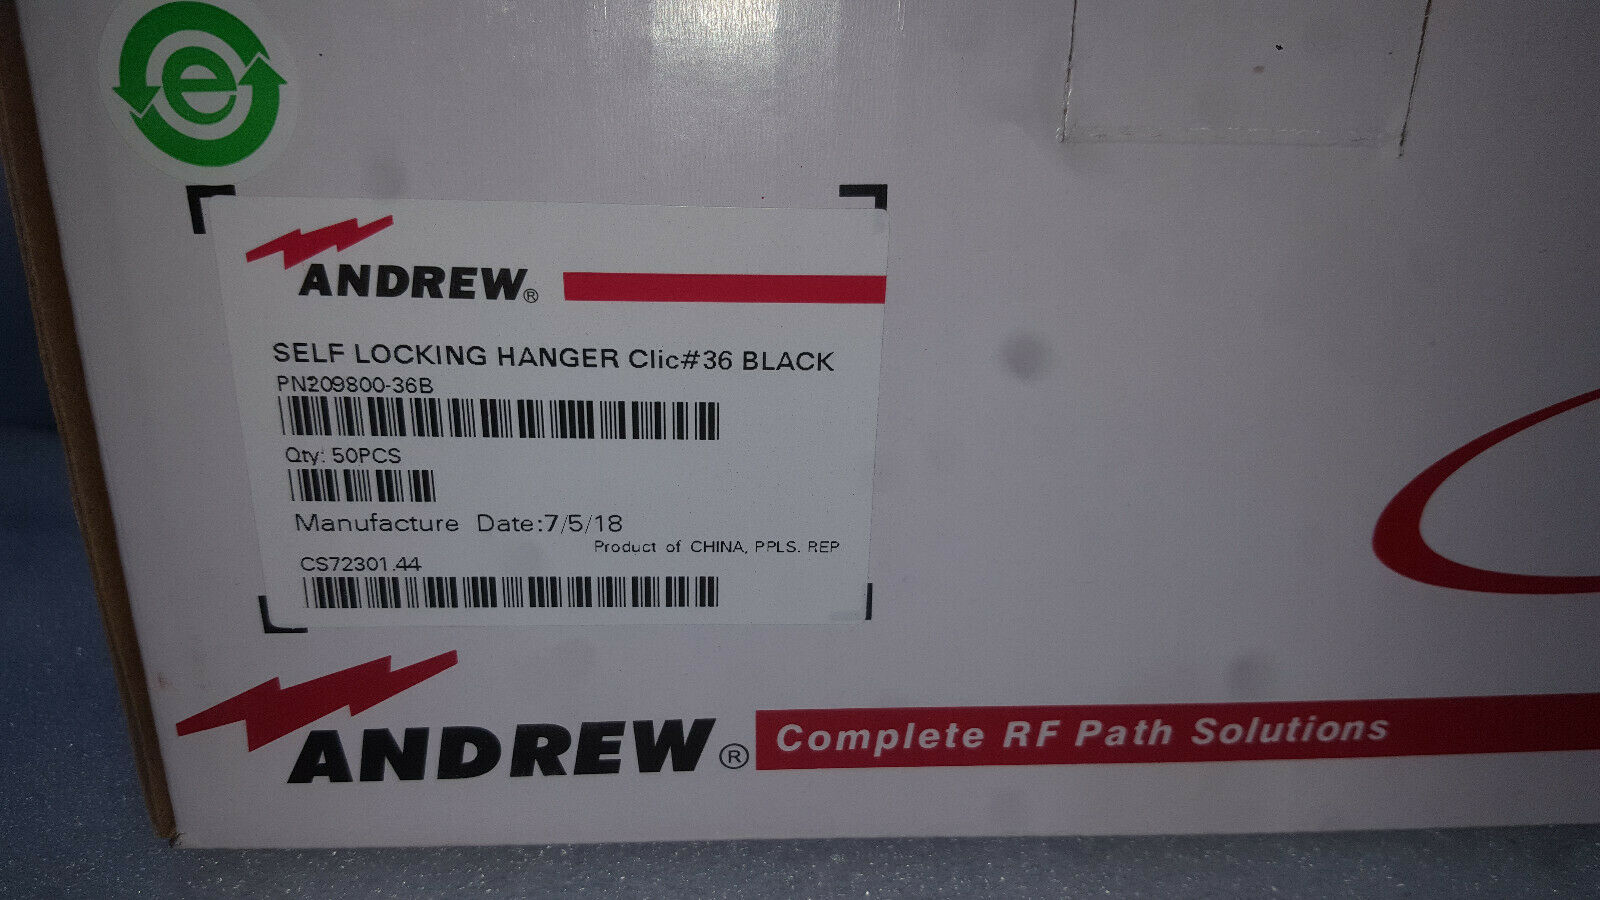 e
ANDREW®
SELF LOCKING HANGER Clic#36 BLACK
PN209800-36B
Qty: 50PCS
Manufacture Date:7/5/18
Product of CHINA, PPLS. REP
CS72301.44
ANDREW® Complete RF Path Solutions